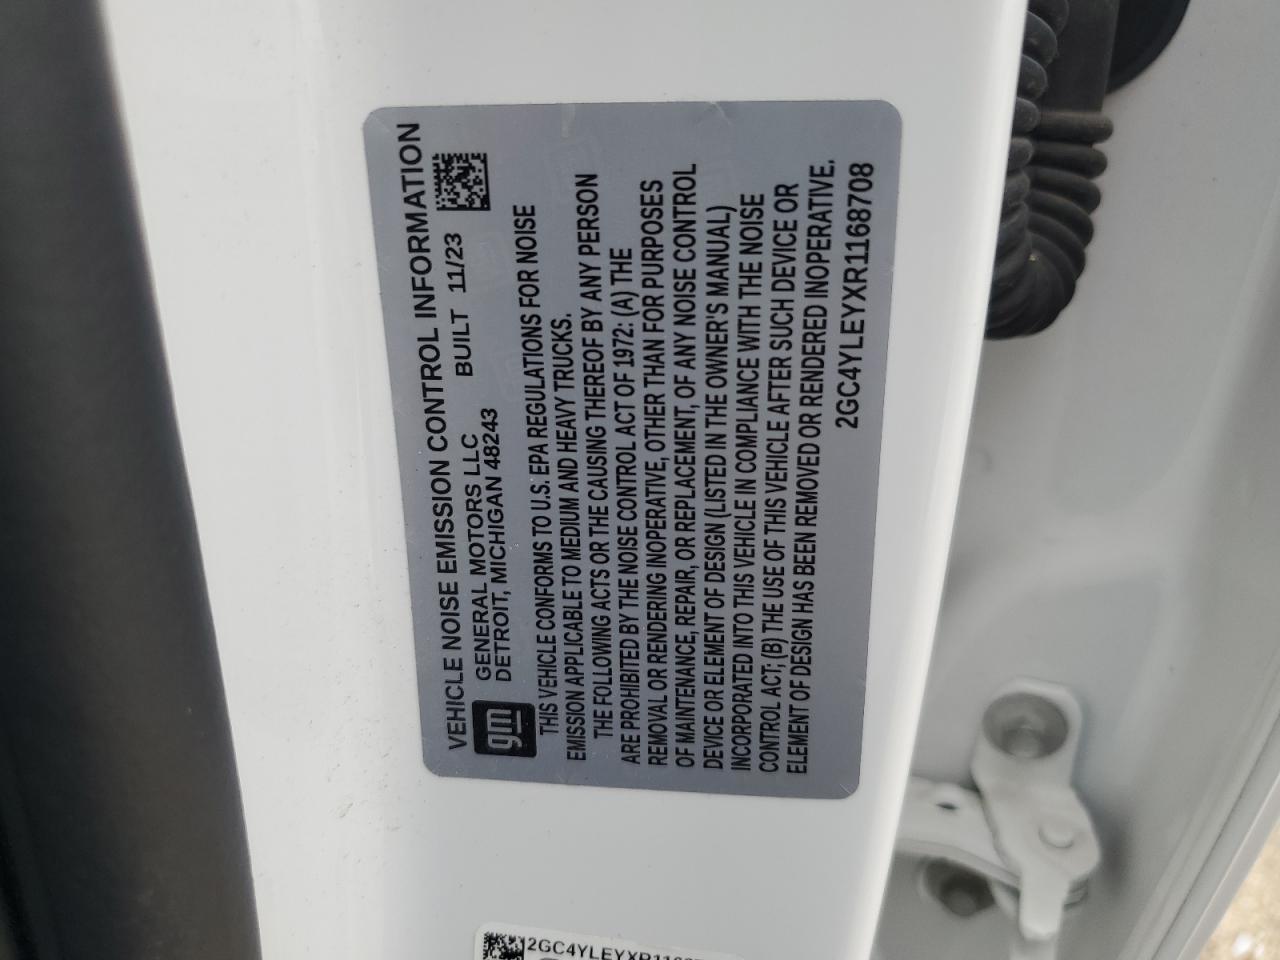 VEHICLE NOISE EMISSION CONTROL INFORMATION
gm
GENERAL MOTORS LLC BUILT 11/23
DETROIT, MICHIGAN 48243
THIS VEHICLE CONFORMS TO U.S. EPA REGULATIONS FOR NOISE
EMISSION APPLICABLE TO MEDIUM AND HEAVY TRUCKS.
THE FOLLOWING ACTS OR THE CAUSING THEREOF BY ANY PERSON
ARE PROHIBITED BY THE NOISE CONTROL ACT OF 1972: (A) THE
REMOVAL OR RENDERING INOPERATIVE, OTHER THAN FOR PURPOSES
OF MAINTENANCE, REPAIR, OR REPLACEMENT, OF ANY NOISE CONTROL
DEVICE OR ELEMENT OF DESIGN (LISTED IN THE OWNER'S MANUAL)
INCORPORATED INTO THIS VEHICLE IN COMPLIANCE WITH THE NOISE
CONTROL ACT; (B) THE USE OF THIS VEHICLE AFTER SUCH DEVICE OR
ELEMENT OF DESIGN HAS BEEN REMOVED OR RENDERED INOPERATIVE.
2GC4YLEYXR1168708